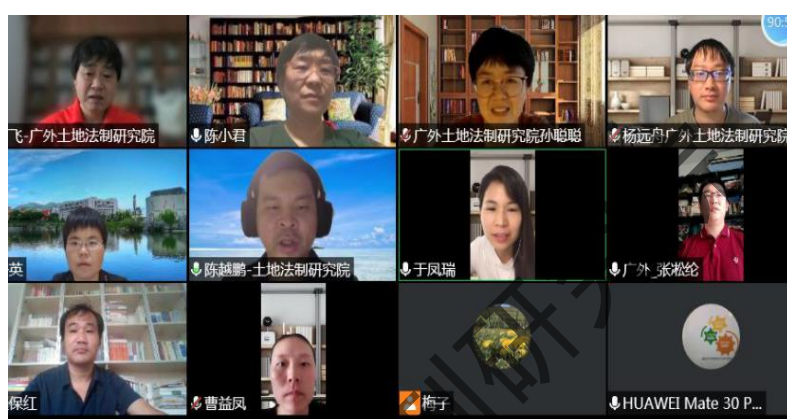 90:5
飞-广外土地法制研究院
陈小君
广外土地法制研究院孙聪聪
杨远舟广外土地法制研究院
英
陈越鹏-土地法制研究院
于凤瑞
广外_张淞纶
保红
曹益凤
梅子
HUAWEI Mate 30 P...
制研究